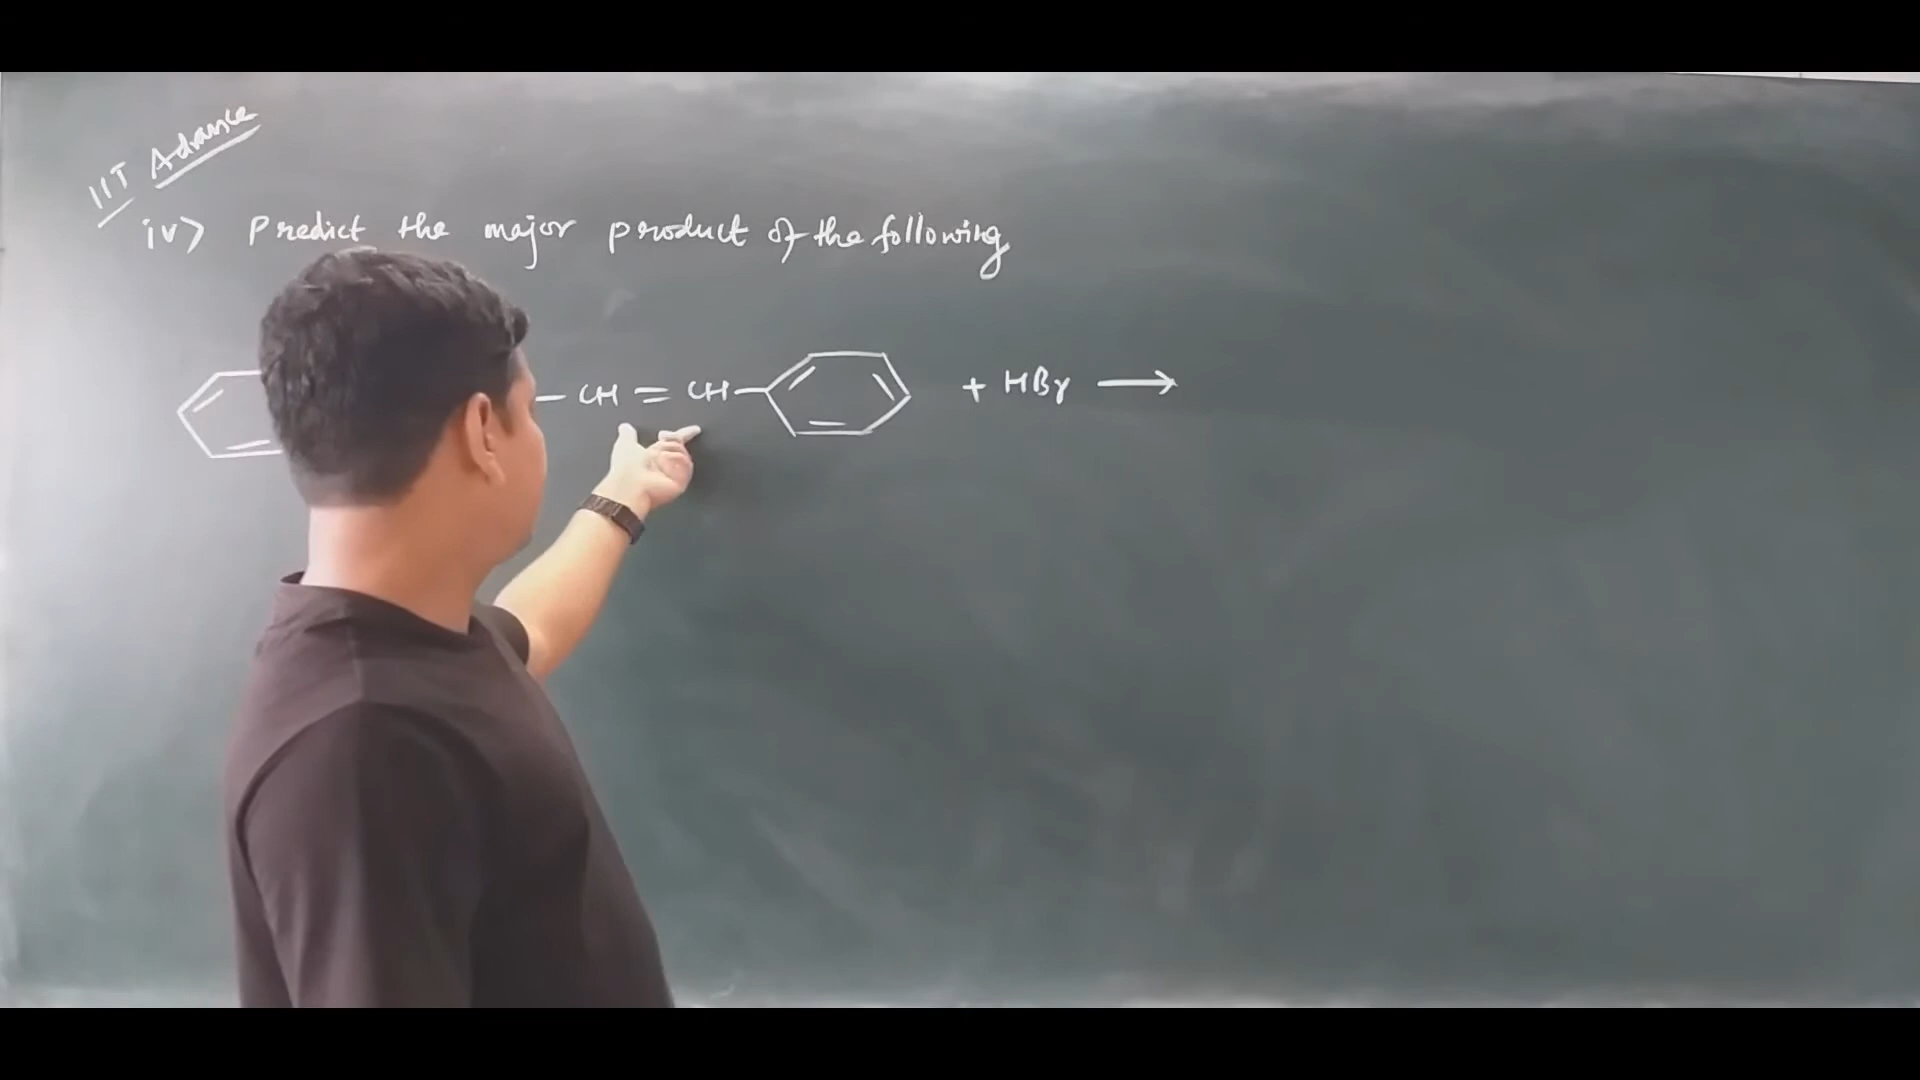 IIT Advance
iv> Predict the major product of the following
- CH = CH - + HBr →